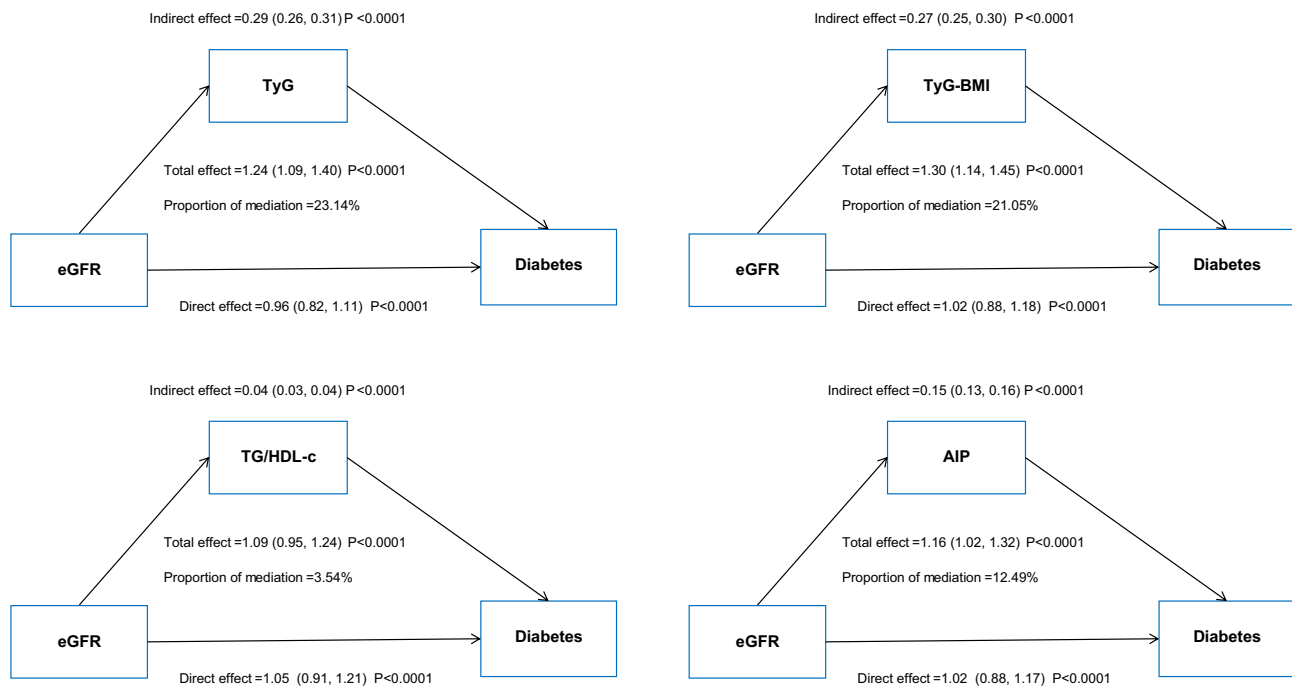 Indirect effect =0.29 (0.26, 0.31) P <0.0001
TyG
Total effect =1.24 (1.09, 1.40) P<0.0001
Proportion of mediation =23.14%
eGFR
Diabetes
Direct effect =0.96 (0.82, 1.11) P<0.0001
Indirect effect =0.27 (0.25, 0.30) P <0.0001
TyG-BMI
Total effect =1.30 (1.14, 1.45) P<0.0001
Proportion of mediation =21.05%
eGFR
Diabetes
Direct effect =1.02 (0.88, 1.18) P<0.0001
Indirect effect =0.04 (0.03, 0.04) P <0.0001
TG/HDL-c
Total effect =1.09 (0.95, 1.24) P<0.0001
Proportion of mediation =3.54%
eGFR
Diabetes
Direct effect =1.05 (0.91, 1.21) P<0.0001
Indirect effect =0.15 (0.13, 0.16) P <0.0001
AIP
Total effect =1.16 (1.02, 1.32) P<0.0001
Proportion of mediation =12.49%
eGFR
Diabetes
Direct effect =1.02 (0.88, 1.17) P<0.0001